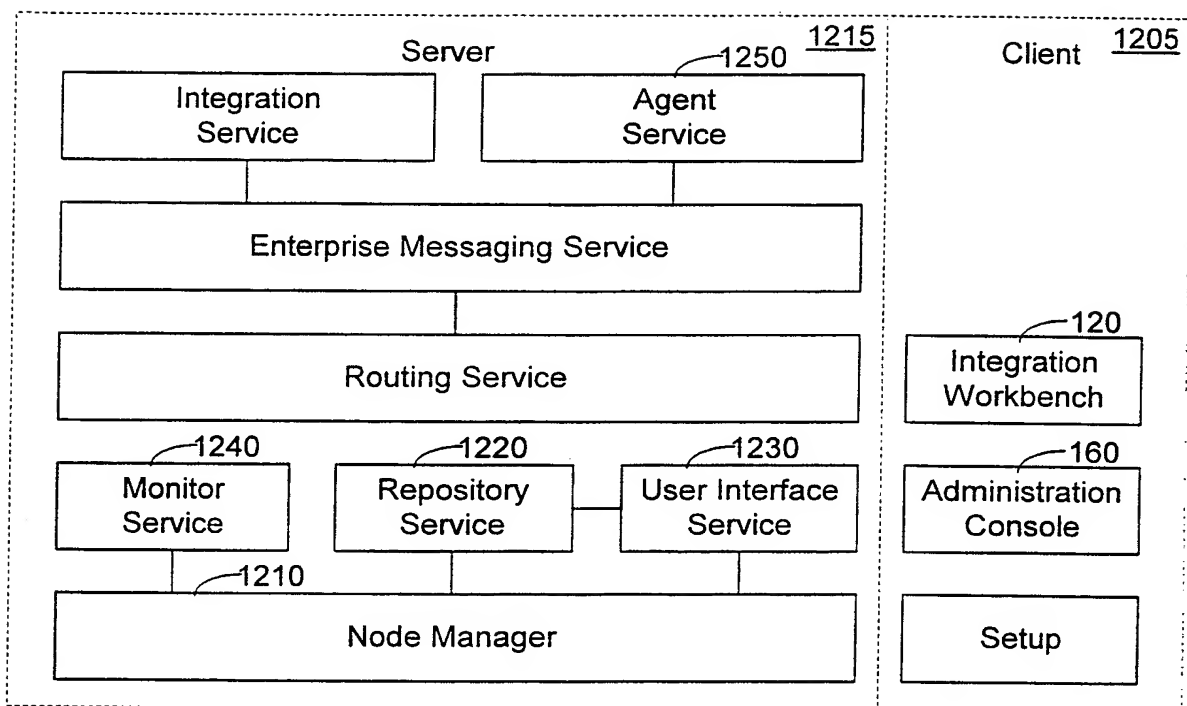 Server
1215
Client
1205
1250
Integration
Service
Agent
Service
Enterprise Messaging Service
Routing Service
120
Integration
Workbench
1240
1220
1230
160
Monitor
Service
Repository
Service
User Interface
Service
Administration
Console
1210
Node Manager
Setup